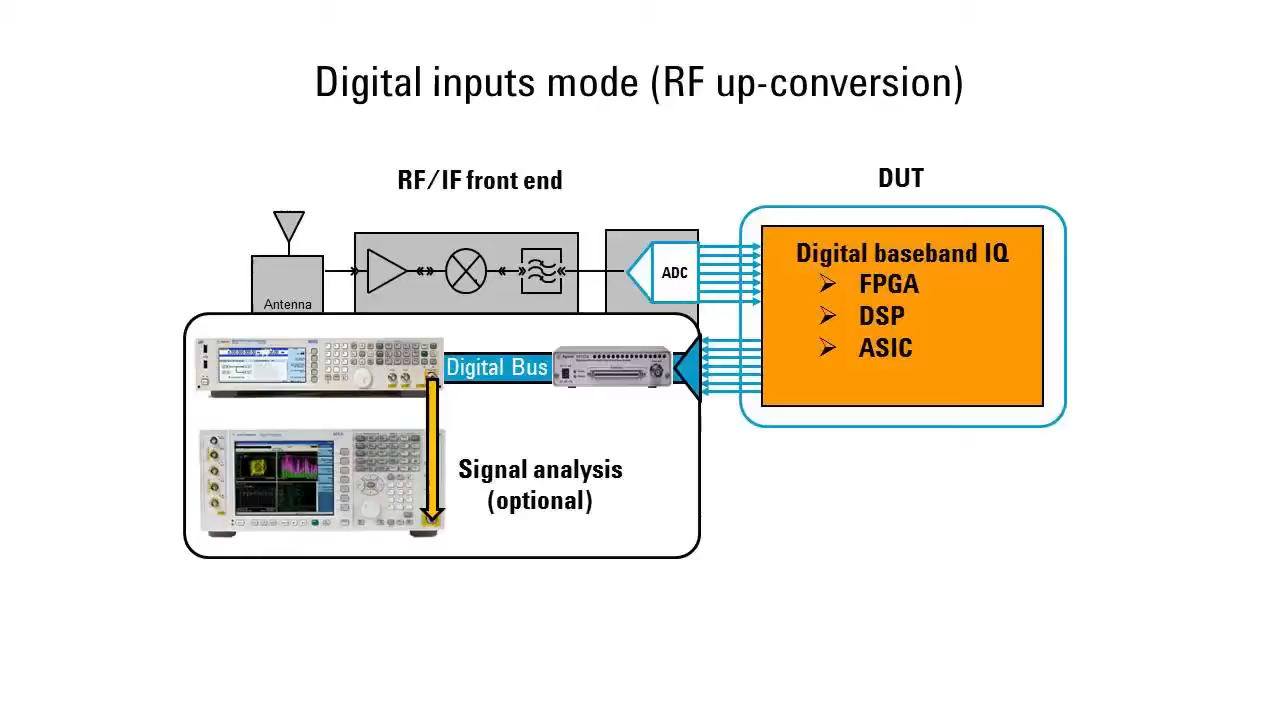 Digital inputs mode (RF up-conversion)
RF/IF front end
DUT
Antenna
ADC
Digital baseband IQ
FPGA
DSP
ASIC
Digital Bus
Signal analysis
(optional)